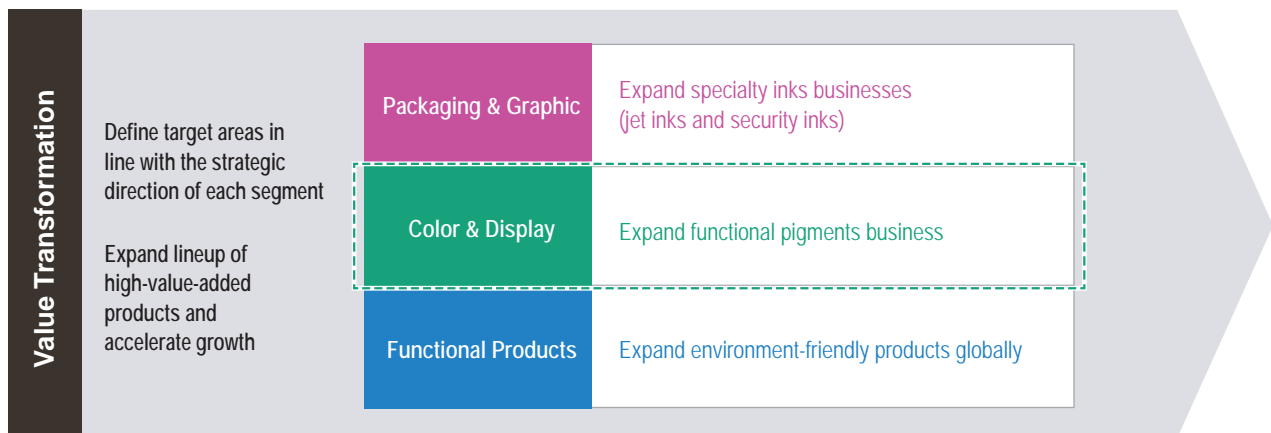 Value Transformation
Define target areas in
line with the strategic
direction of each segment
Expand lineup of
high-value-added
products and
accelerate growth
Packaging & Graphic
Expand specialty inks businesses
(jet inks and security inks)
Color & Display
Expand functional pigments business
Functional Products
Expand environment-friendly products globally